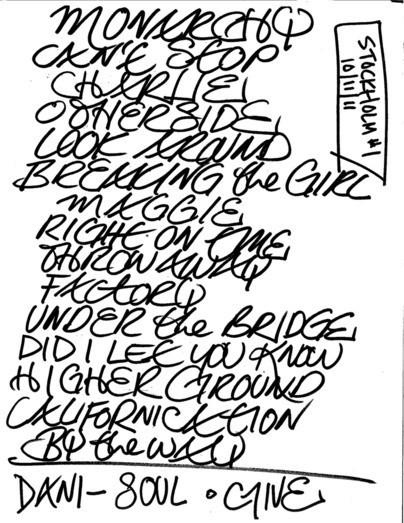 MONARCHY
CAN'T STOP
CHARLIE
OTHERSIDE
LOOK AROUND
BREAKING the GIRL
MAGGIE
RIGHT ON TIME
THROW AWAY
FACTORY
UNDER the BRIDGE
DID I LET YOU KNOW
HIGHER GROUND
CALIFORNICATION
BY the WAY
DANI - SOUL • GIVE
STOCKHOLM #1
10/11/11